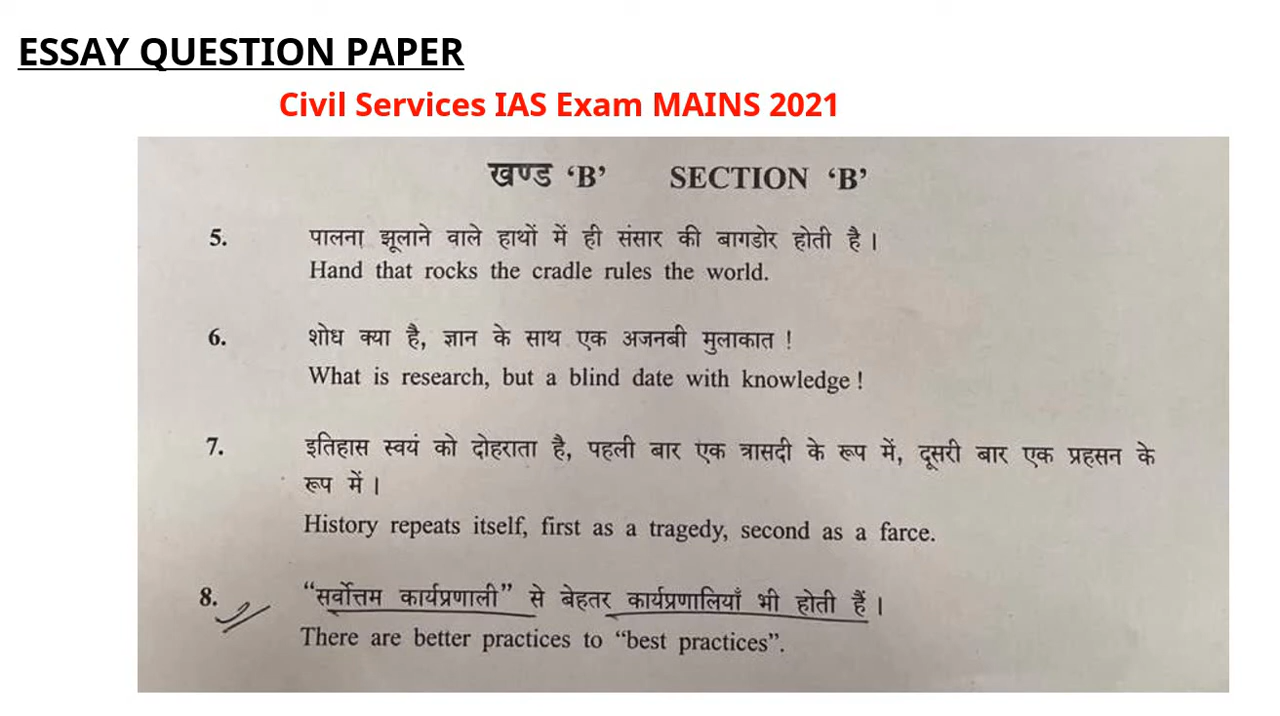 ESSAY QUESTION PAPER
Civil Services IAS Exam MAINS 2021
खण्ड ‘B’ SECTION ‘B’
5. पालना झूलाने वाले हाथों में ही संसार की बागडोर होती है ।
Hand that rocks the cradle rules the world.
6. शोध क्या है, ज्ञान के साथ एक अजनबी मुलाकात !
What is research, but a blind date with knowledge !
7. इतिहास स्वयं को दोहराता है, पहली बार एक त्रासदी के रूप में, दूसरी बार एक प्रहसन के
रूप में ।
History repeats itself, first as a tragedy, second as a farce.
8. “सर्वोत्तम कार्यप्रणाली” से बेहतर कार्यप्रणालियाँ भी होती हैं ।
There are better practices to “best practices”.